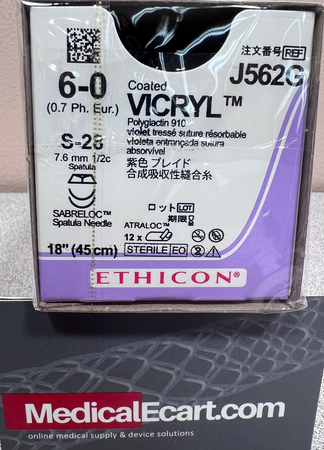 注文番号 REF
J562G
6-0
(0.7 Ph. Eur.)
Coated
VICRYL™
Polyglactin 910
violet tressé suture résorbable
violeta entrançada sutura
absorvível
紫色 ブレイド
合成吸収性縫合糸
S-28
7.6 mm 1/2c
Spatula
SABRELOC™
Spatula Needle
18" (45 cm)
ロット LOT
期限
ATRALOC™
12 x
STERILE EO
ETHICON®
MedicalEcart.com
online medical supply & device solutions